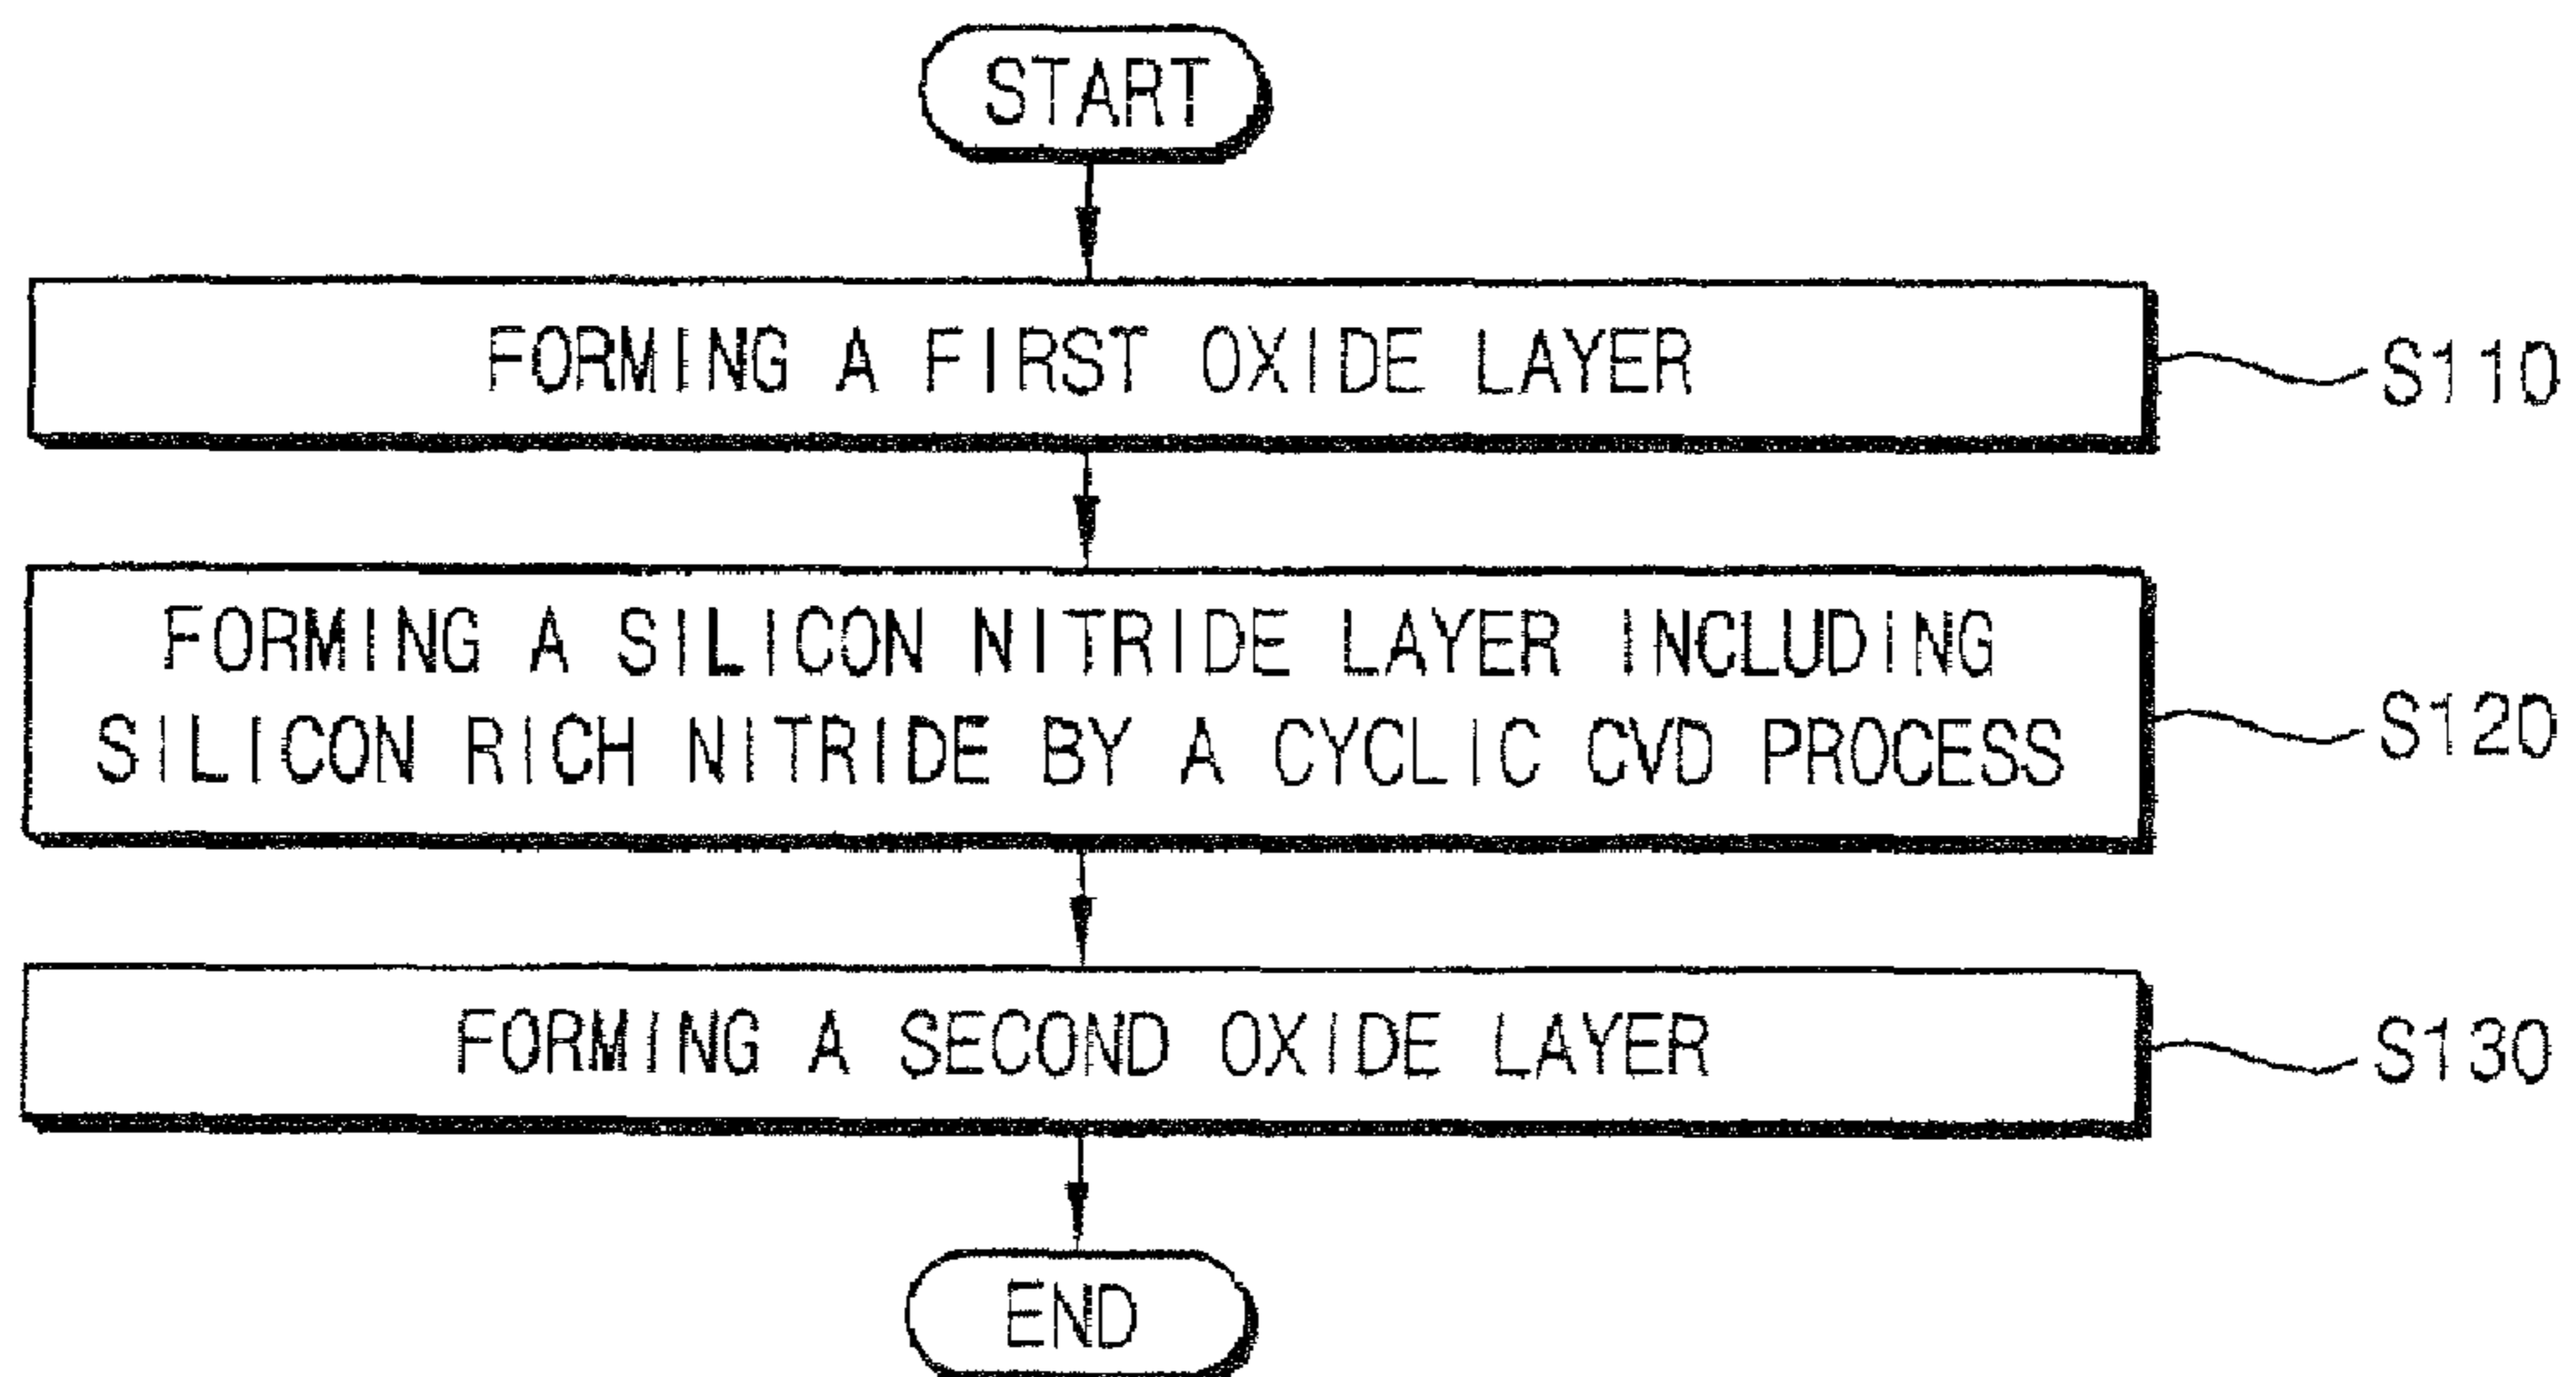 START
FORMING A FIRST OXIDE LAYER
S110
FORMING A SILICON NITRIDE LAYER INCLUDING
SILICON RICH NITRIDE BY A CYCLIC CVD PROCESS
S120
FORMING A SECOND OXIDE LAYER
S130
END